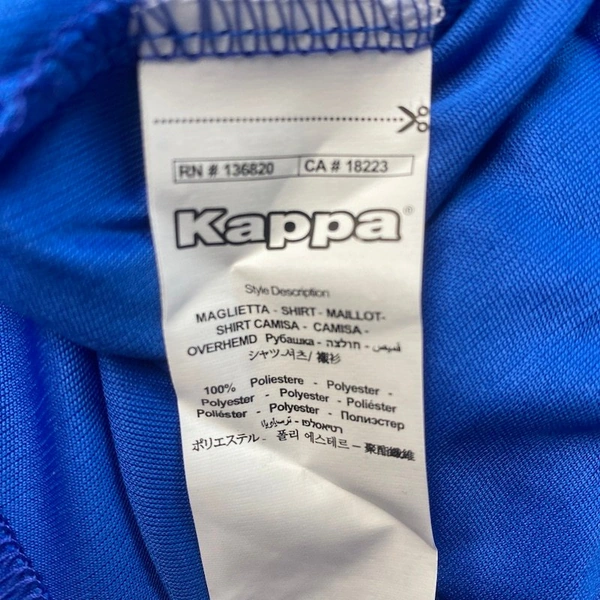 RN # 136820 CA # 18223
Kappa®
Style Description
MAGLIETTA - SHIRT - MAILLOT-
SHIRT CAMISA - CAMISA -
OVERHEMD Рубашка - חולצה - قميص -
シャツ-셔츠/ 襯衫
100% Poliestere - Polyester -
Polyester - Polyester - Poliéster
Poliéster - Polyester - Полиэстер
ポリエステル - 폴리 에스테르 – 聚酯纖維